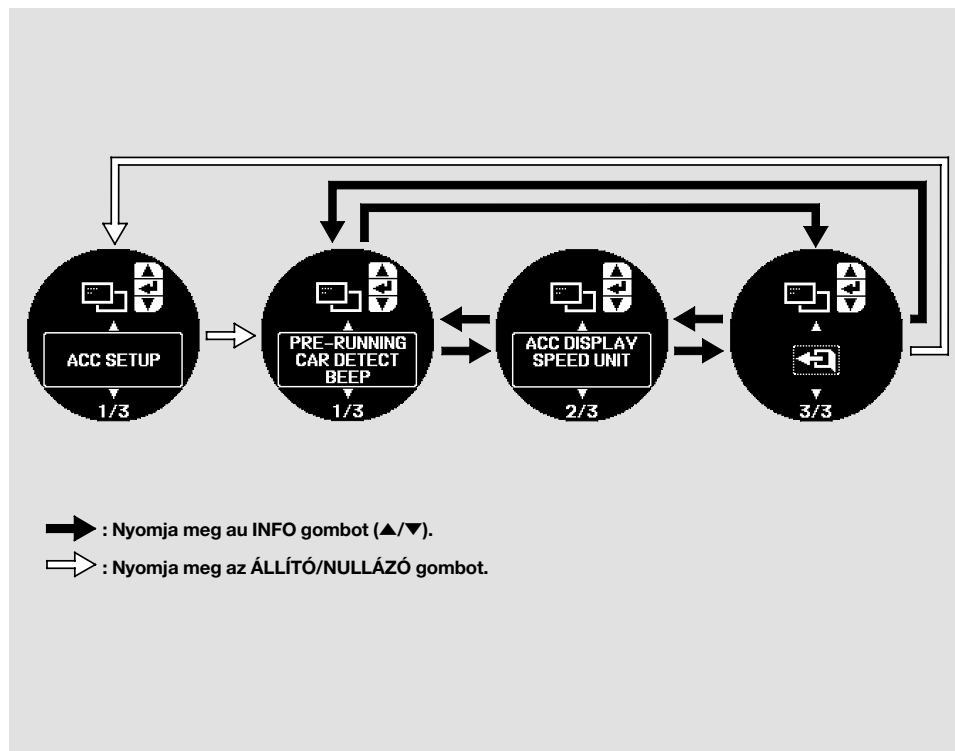 ACC SETUP
1/3
PRE-RUNNING
CAR DETECT
BEEP
1/3
ACC DISPLAY
SPEED UNIT
2/3
3/3
: Nyomja meg au INFO gombot (▲/▼).
: Nyomja meg az ÁLLÍTÓ/NULLÁZÓ gombot.